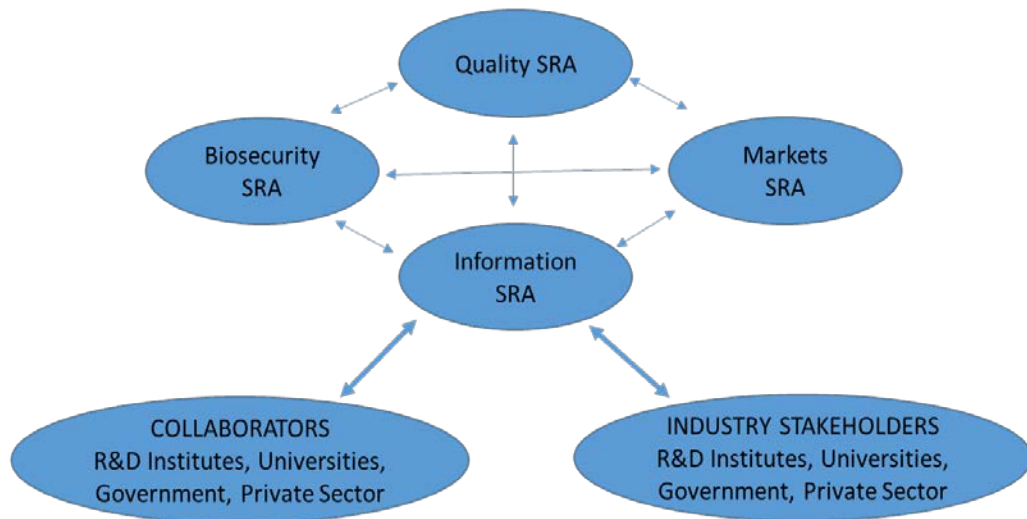 Quality SRA
Biosecurity
SRA
Markets
SRA
Information
SRA
COLLABORATORS
R&D Institutes, Universities,
Government, Private Sector
INDUSTRY STAKEHOLDERS
R&D Institutes, Universities,
Government, Private Sector